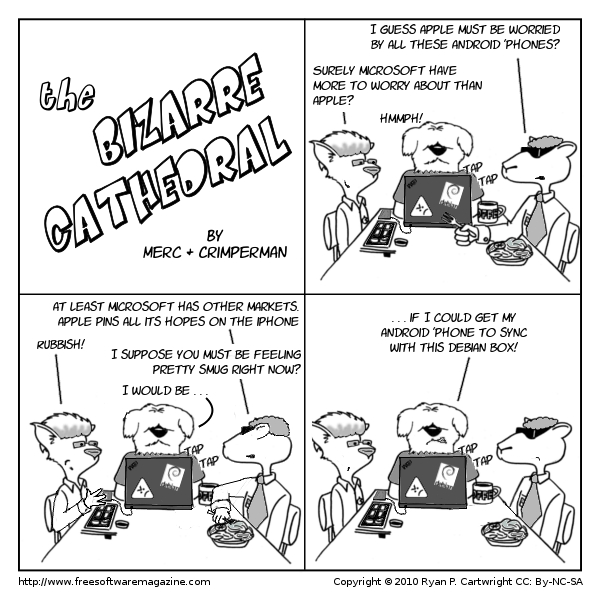 the
BIZARRE
CATHEDRAL
BY
MERC + CRIMPERMAN
I GUESS APPLE MUST BE WORRIED
BY ALL THESE ANDROID 'PHONES?
SURELY MICROSOFT HAVE
MORE TO WORRY ABOUT THAN
APPLE?
HMMPH!
TAP
TAP
AT LEAST MICROSOFT HAS OTHER MARKETS.
APPLE PINS ALL ITS HOPES ON THE IPHONE
RUBBISH!
I SUPPOSE YOU MUST BE FEELING
PRETTY SMUG RIGHT NOW?
I WOULD BE ...
TAP
TAP
... IF I COULD GET MY
ANDROID 'PHONE TO SYNC
WITH THIS DEBIAN BOX!
TAP
TAP
http://www.freesoftwaremagazine.com
Copyright © 2010 Ryan P. Cartwright CC: By-NC-SA